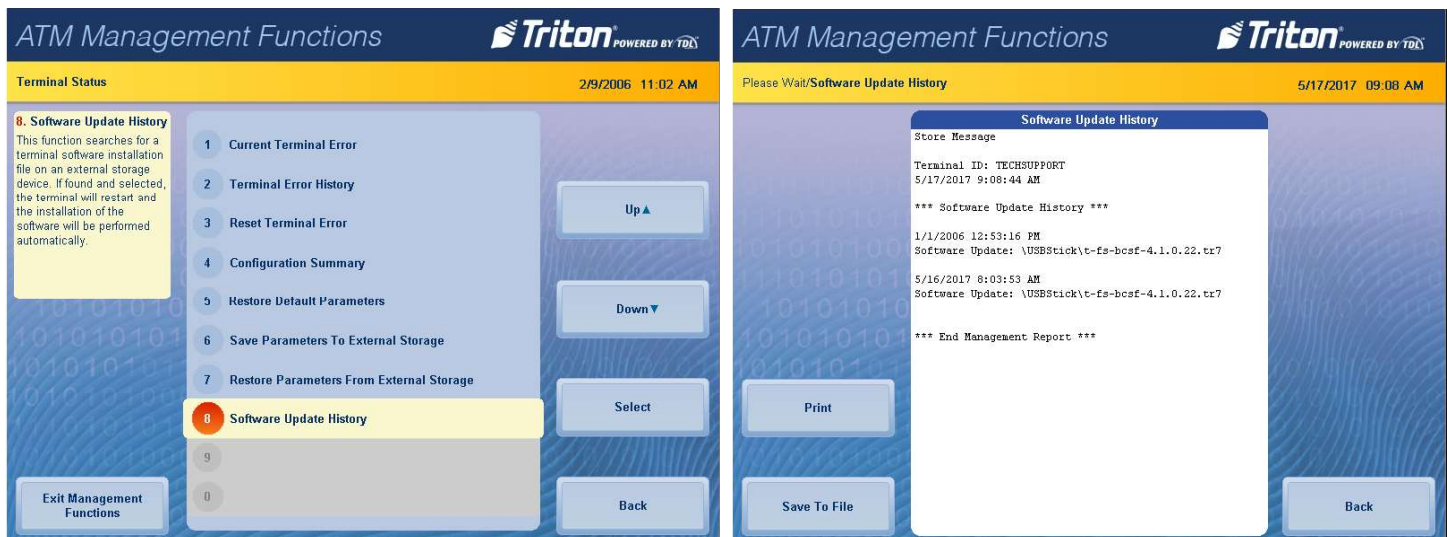 ATM Management Functions
Triton POWERED BY TDL
Terminal Status
2/9/2006 11:02 AM
8. Software Update History
This function searches for a
terminal software installation
file on an external storage
device. If found and selected,
the terminal will restart and
the installation of the
software will be performed
automatically.
1 Current Terminal Error
2 Terminal Error History
3 Reset Terminal Error
4 Configuration Summary
5 Restore Default Parameters
6 Save Parameters To External Storage
7 Restore Parameters From External Storage
8 Software Update History
9
0
Up▲
Down▼
Select
Exit Management
Functions
Back
ATM Management Functions
Triton POWERED BY TDL
Please Wait/Software Update History
5/17/2017 09:08 AM
Software Update History
Store Message
Terminal ID: TECHSUPPORT
5/17/2017 9:08:44 AM
*** Software Update History ***
1/1/2006 12:53:16 PM
Software Update: \USBStick\t-fs-bcsf-4.1.0.22.tr7
5/16/2017 8:03:53 AM
Software Update: \USBStick\t-fs-bcsf-4.1.0.22.tr7
*** End Management Report ***
Print
Save To File
Back